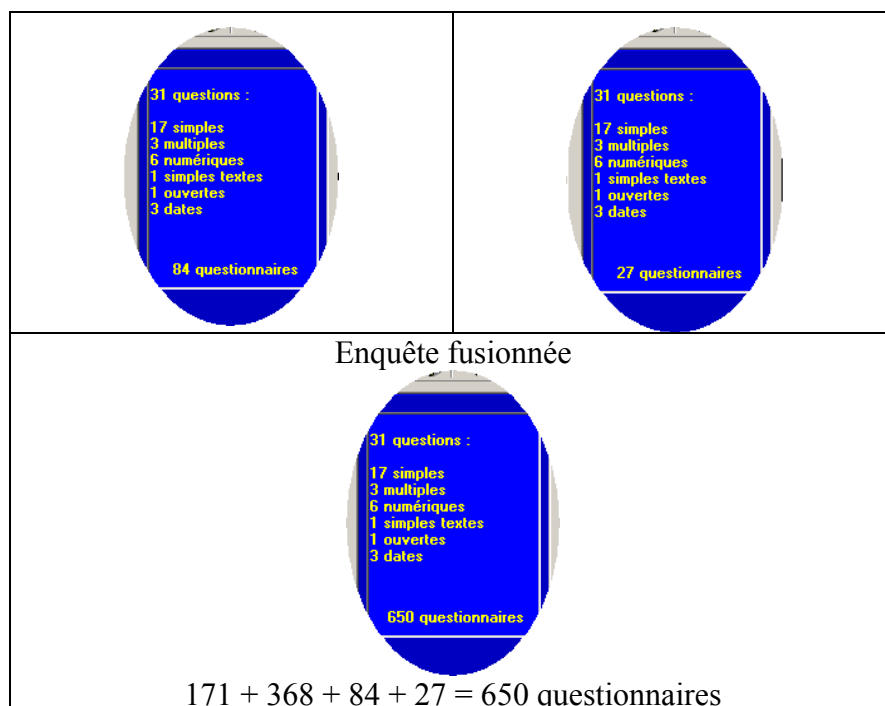 31 questions :
17 simples
3 multiples
6 numériques
1 simples textes
1 ouvertes
3 dates
84 questionnaires
31 questions :
17 simples
3 multiples
6 numériques
1 simples textes
1 ouvertes
3 dates
27 questionnaires
Enquête fusionnée
31 questions :
17 simples
3 multiples
6 numériques
1 simples textes
1 ouvertes
3 dates
650 questionnaires
171 + 368 + 84 + 27 = 650 questionnaires